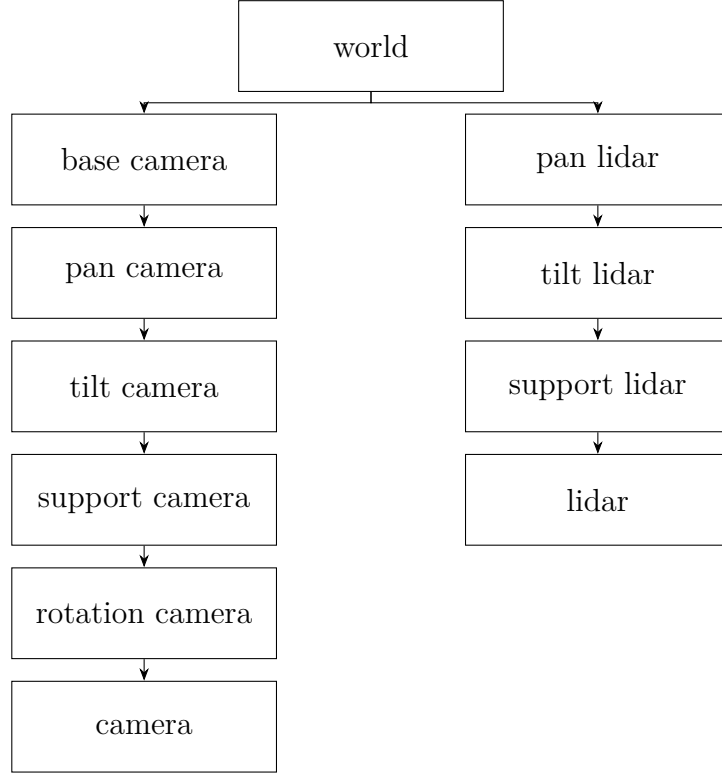 world
base camera
pan camera
tilt camera
support camera
rotation camera
camera
pan lidar
tilt lidar
support lidar
lidar